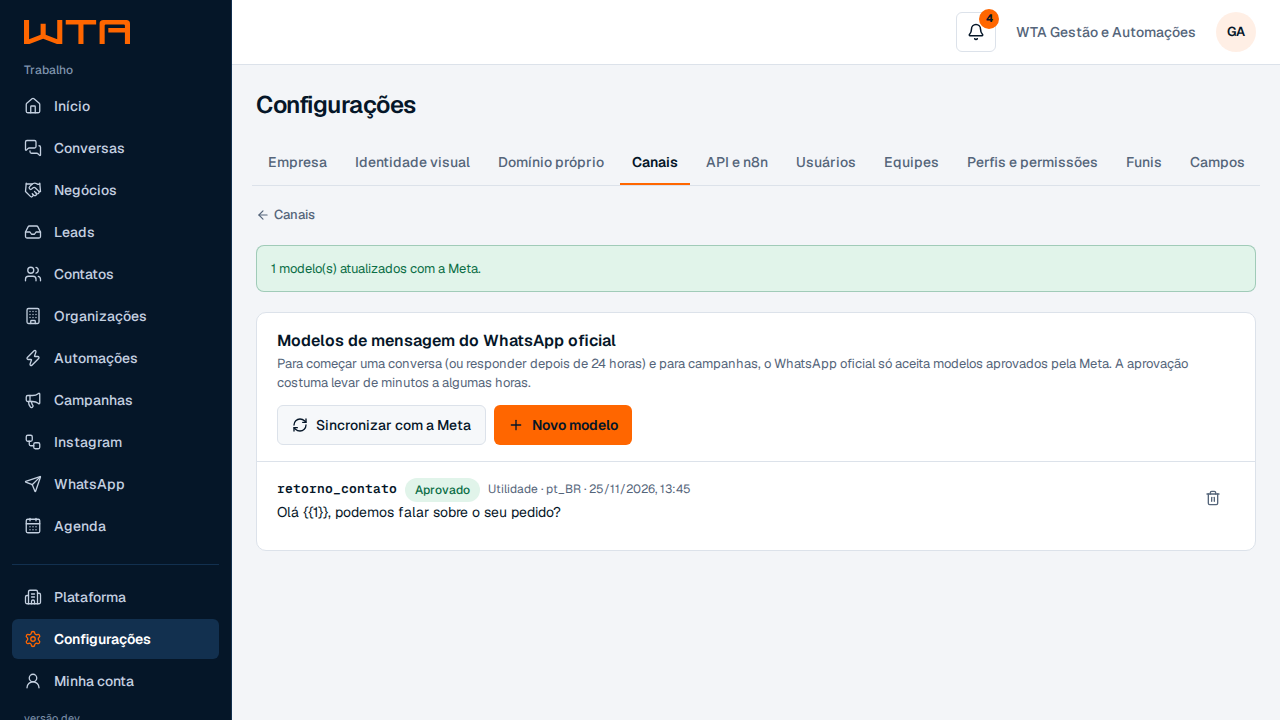 WTA
Trabalho
Início
Conversas
Negócios
Leads
Contatos
Organizações
Automações
Campanhas
Instagram
WhatsApp
Agenda
Plataforma
Configurações
Minha conta
versão dev
4
WTA Gestão e Automações
GA
Configurações
Empresa
Identidade visual
Domínio próprio
Canais
API e n8n
Usuários
Equipes
Perfis e permissões
Funis
Campos
Canais
1 modelo(s) atualizados com a Meta.
Modelos de mensagem do WhatsApp oficial
Para começar uma conversa (ou responder depois de 24 horas) e para campanhas, o WhatsApp oficial só aceita modelos aprovados pela Meta. A aprovação
costuma levar de minutos a algumas horas.
Sincronizar com a Meta
Novo modelo
retorno_contato Aprovado Utilidade · pt_BR · 25/11/2026, 13:45
Olá {{1}}, podemos falar sobre o seu pedido?